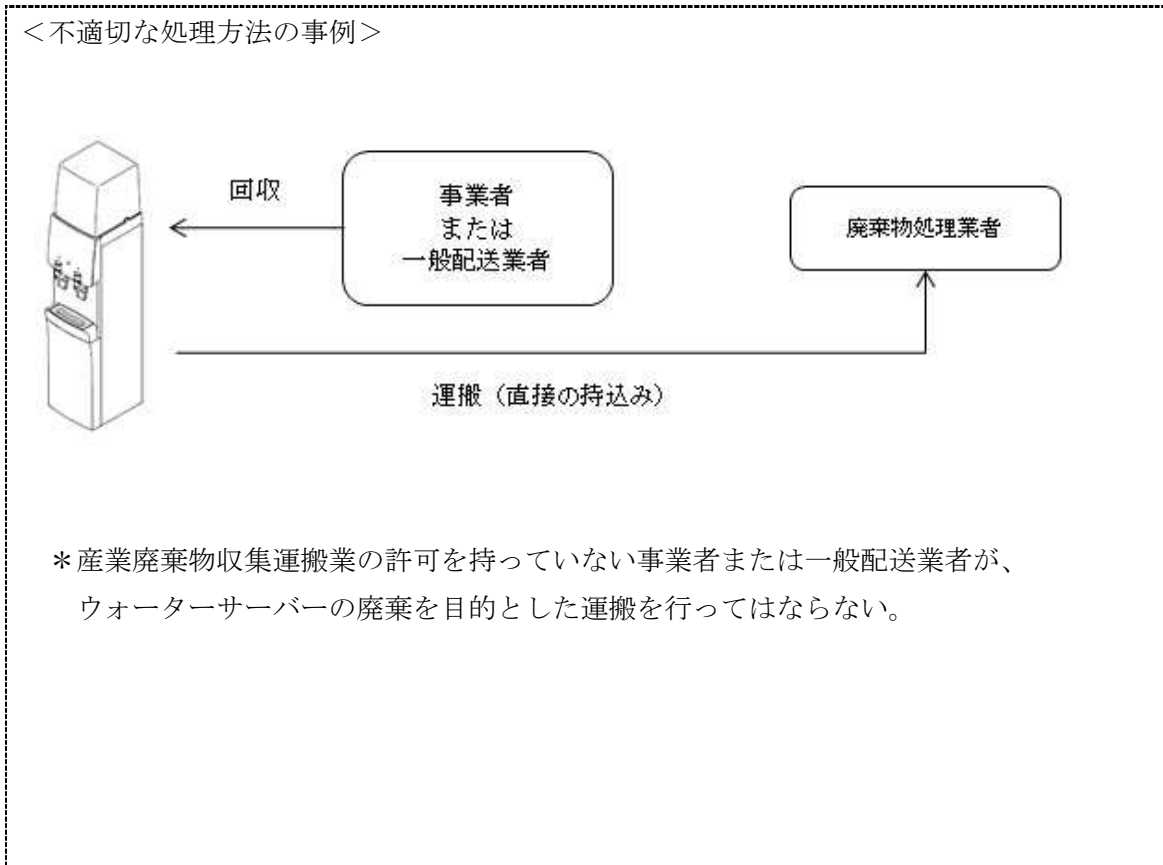 ＜不適切な処理方法の事例＞
回収
事業者
または
一般配送業者
廃棄物処理業者
運搬（直接の持込み）
＊産業廃棄物収集運搬業の許可を持っていない事業者または一般配送業者が、
ウォーターサーバーの廃棄を目的とした運搬を行ってはならない。